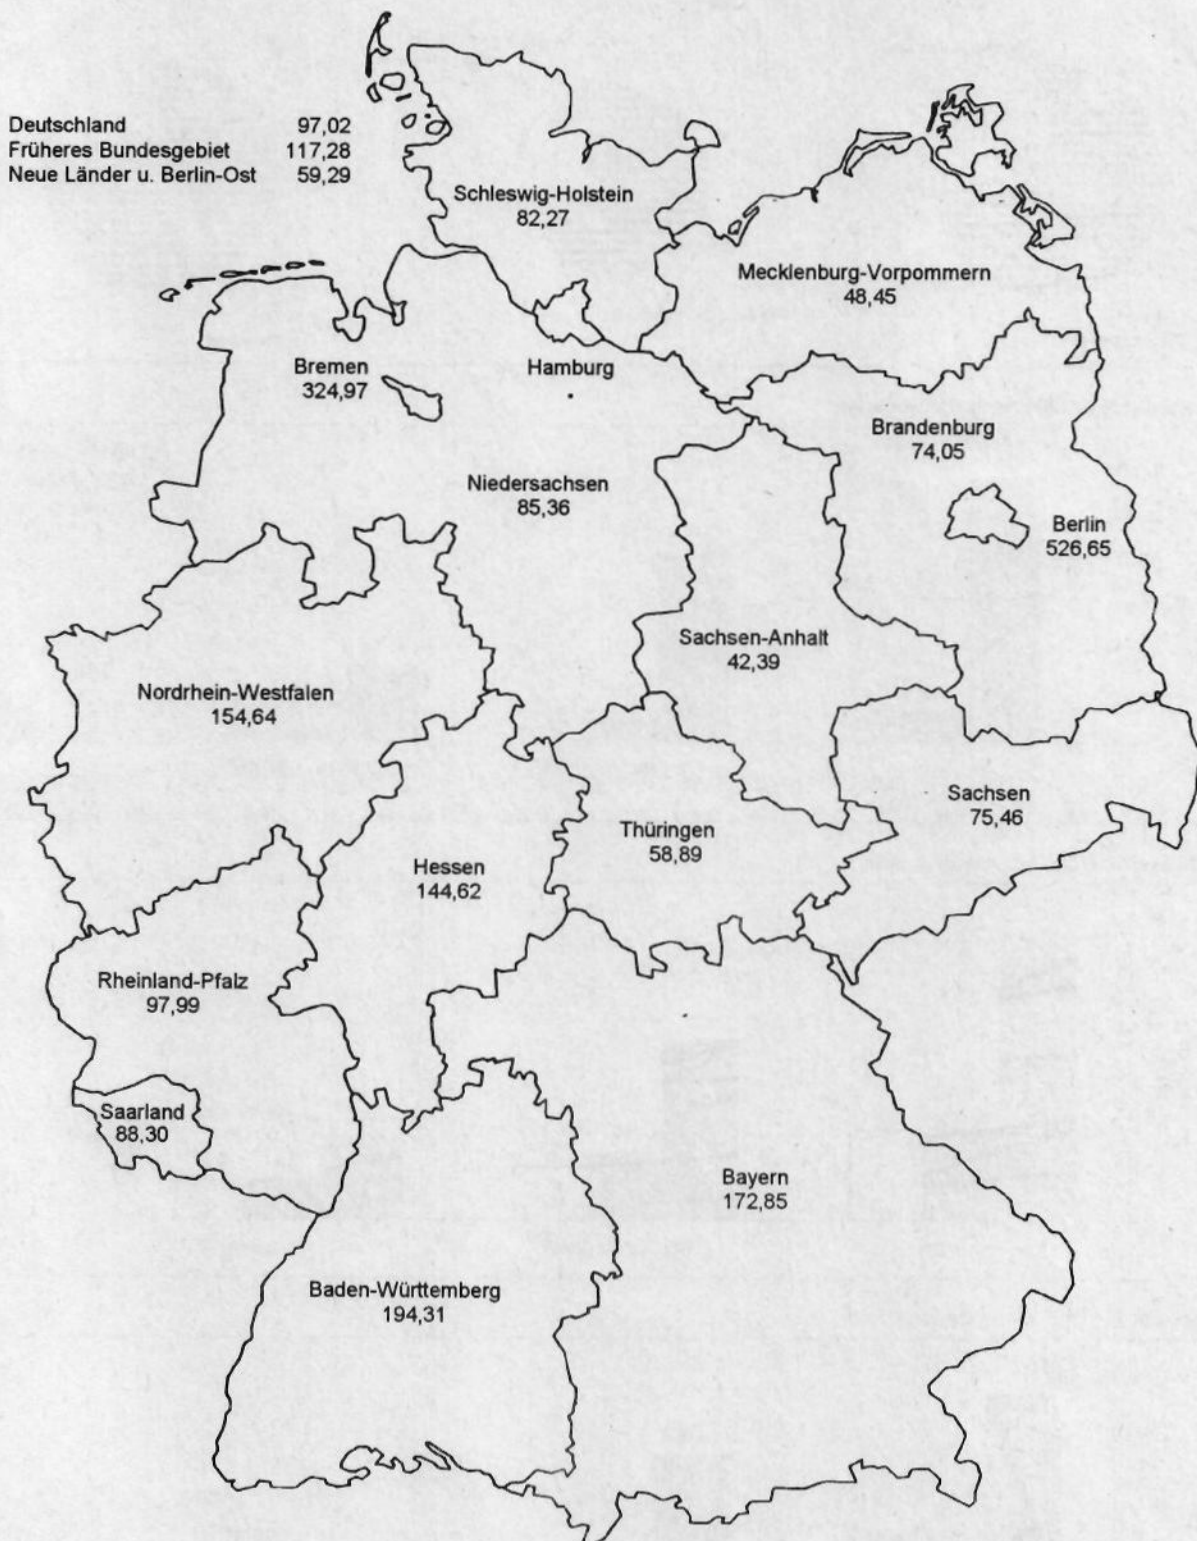 Deutschland 97,02
Früheres Bundesgebiet 117,28
Neue Länder u. Berlin-Ost 59,29
Schleswig-Holstein
82,27
Mecklenburg-Vorpommern
48,45
Bremen
324,97
Hamburg
Brandenburg
74,05
Niedersachsen
85,36
Berlin
526,65
Sachsen-Anhalt
42,39
Nordrhein-Westfalen
154,64
Sachsen
75,46
Thüringen
58,89
Hessen
144,62
Rheinland-Pfalz
97,99
Saarland
88,30
Bayern
172,85
Baden-Württemberg
194,31